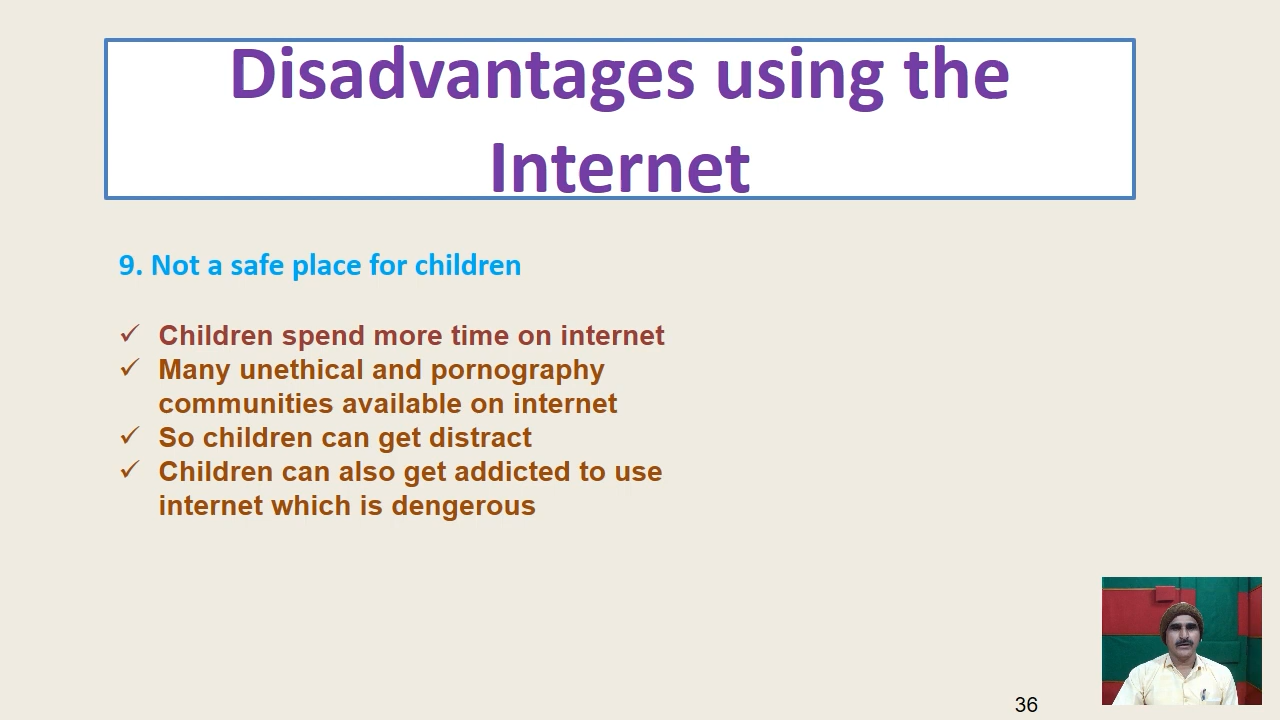 Disadvantages using the
Internet
9. Not a safe place for children
✓ Children spend more time on internet
✓ Many unethical and pornography
communities available on internet
✓ So children can get distract
✓ Children can also get addicted to use
internet which is dengerous
36